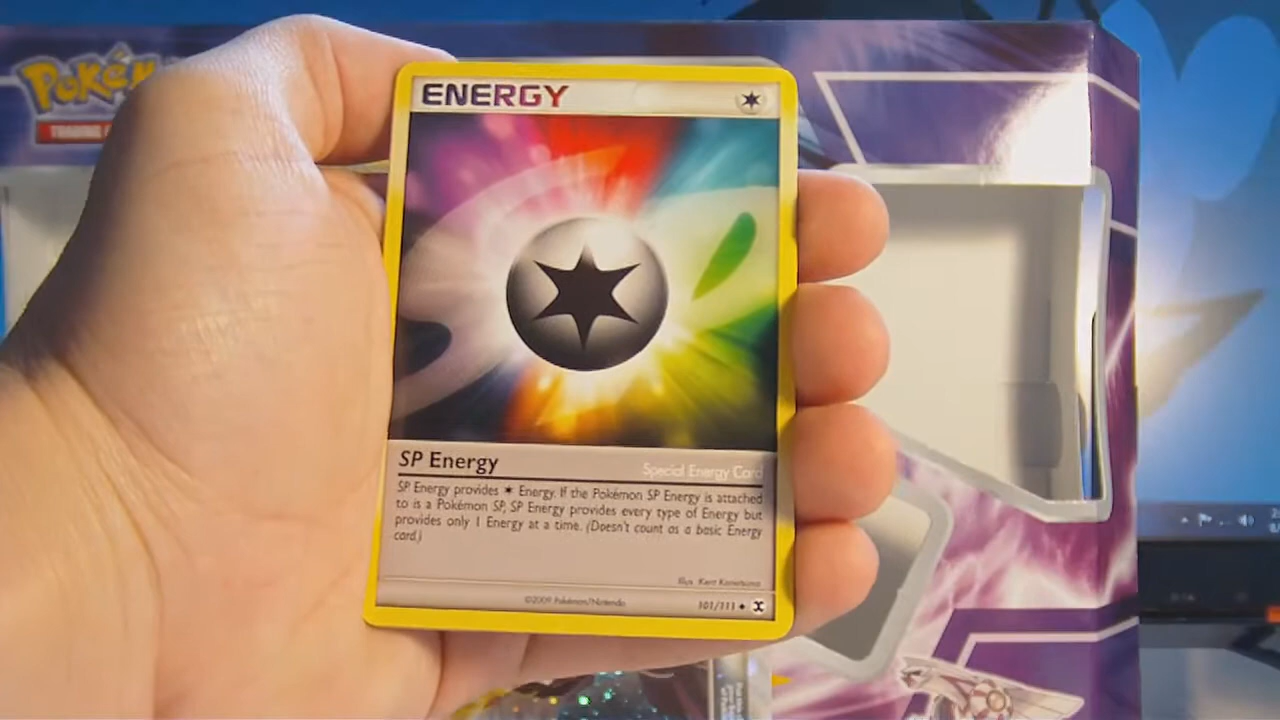 Pokém
TRADING
ENERGY
SP Energy
Special Energy Card
SP Energy provides ✶ Energy. If the Pokémon SP Energy is attached
to is a Pokémon SP, SP Energy provides every type of Energy but
provides only 1 Energy at a time. (Doesn't count as a basic Energy
card.)
Illus. Kent Kanetsuna
©2009 Pokémon/Nintendo
101/111